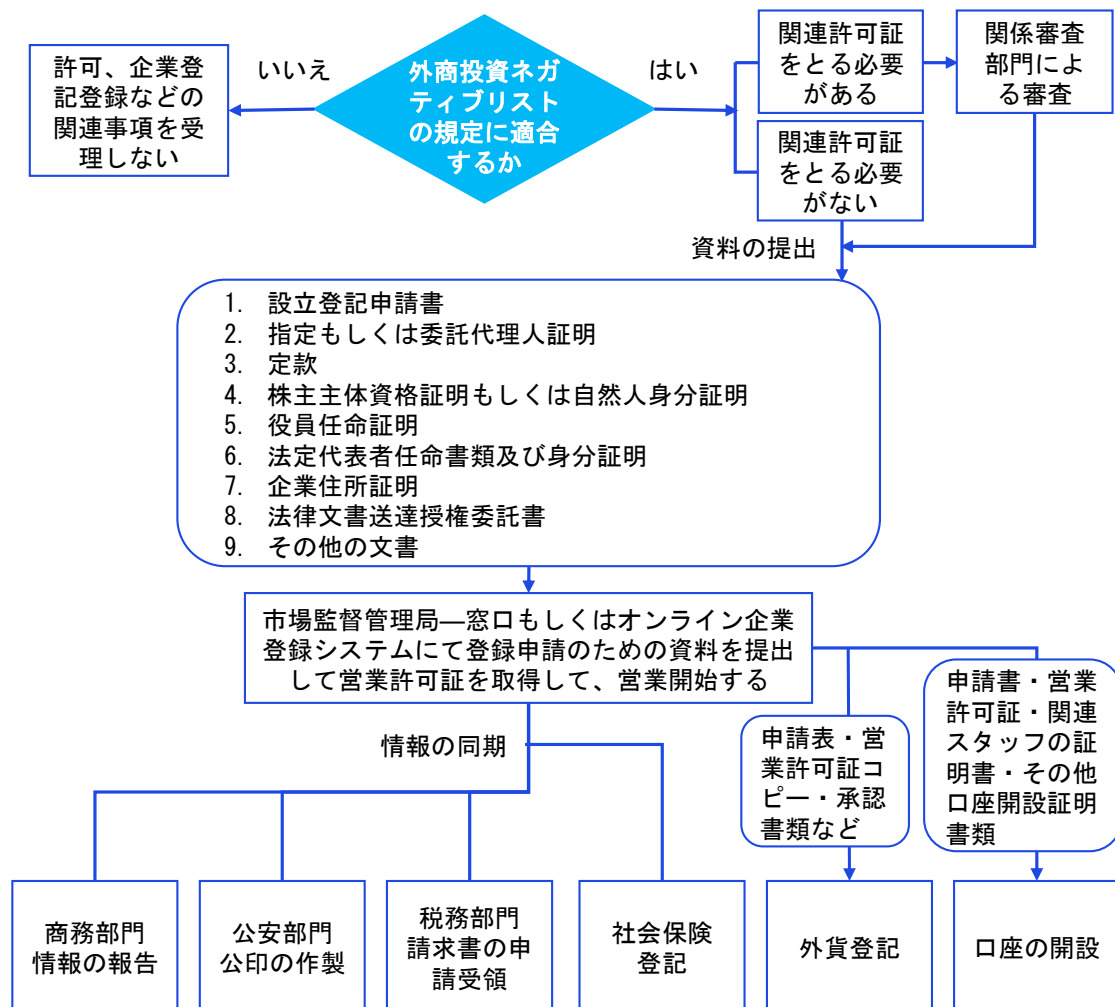 許可、企業登
記登録などの
関連事項を受
理しない
いいえ
外商投資ネガ
ティブリスト
の規定に適合
するか
はい
関連許可証
をとる必要
がある
関係審査
部門によ
る審査
関連許可証
をとる必要
がない
資料の提出
1. 設立登記申請書
2. 指定もしくは委託代理人証明
3. 定款
4. 株主主体資格証明もしくは自然人身分証明
5. 役員任命証明
6. 法定代表者任命書類及び身分証明
7. 企業住所証明
8. 法律文書送達授権委託書
9. その他の文書
市場監督管理局―窓口もしくはオンライン企業
登録システムにて登録申請のための資料を提出
して営業許可証を取得して、営業開始する
情報の同期
申請表・営
業許可証コ
ピー・承認
書類など
申請書・営業
許可証・関連
スタッフの証
明書・その他
口座開設証明
書類
商務部門
情報の報告
公安部門
公印の作製
税務部門
請求書の申
請受領
社会保険
登記
外貨登記
口座の開設